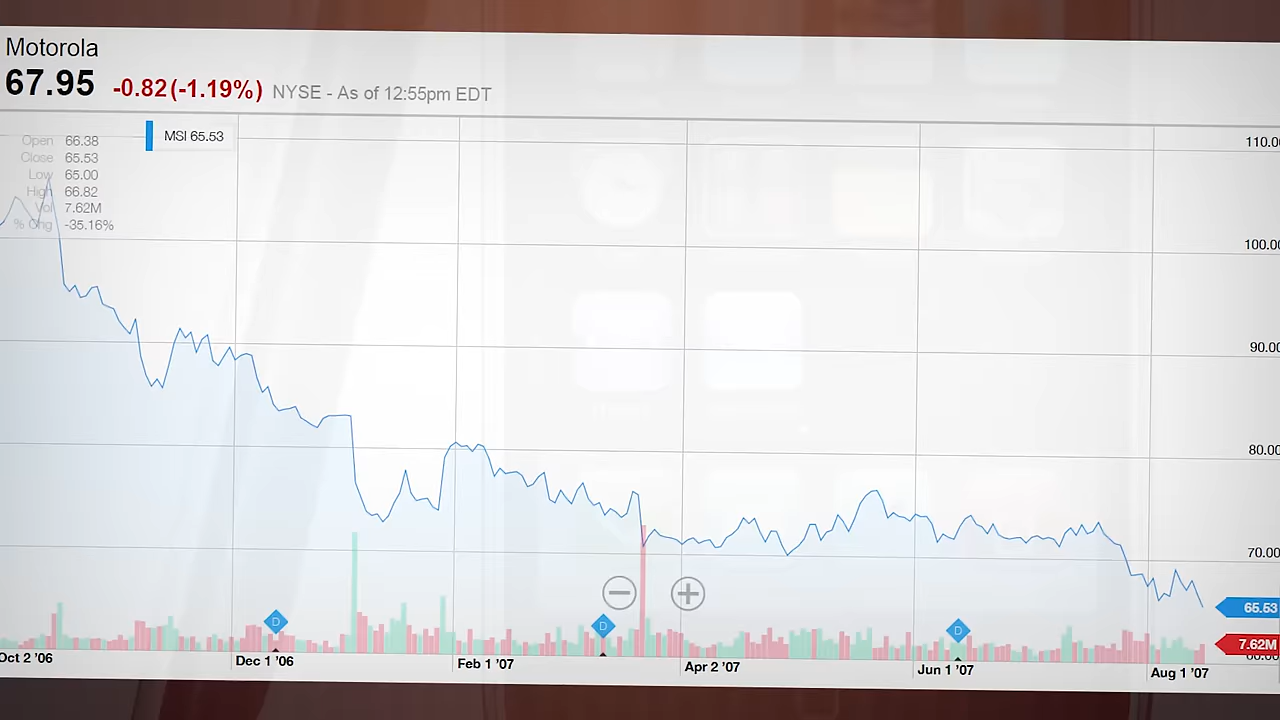 Motorola
67.95 -0.82(-1.19%) NYSE - As of 12:55pm EDT
MSI 65.53
Open 66.38
Close 65.53
Low 65.00
High 66.82
Vol 7.62M
% Chg -35.16%
110.0
100.00
90.00
80.00
70.00
65.53
7.62M
60.00
D
D
D
Oct 2 '06
Dec 1 '06
Feb 1 '07
Apr 2 '07
Jun 1 '07
Aug 1 '07